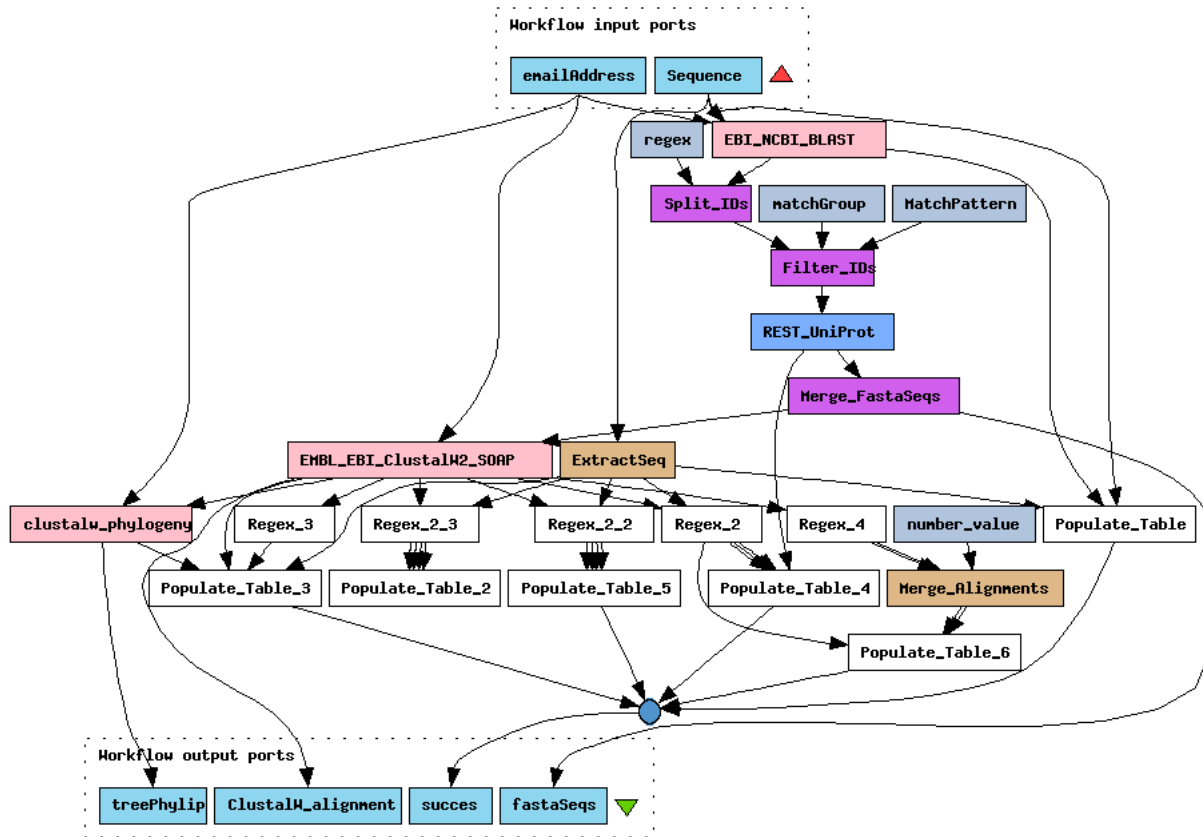 Workflow input ports
emailAddress
Sequence
regex
EBI_NCBI_BLAST
Split_IDs
matchGroup
MatchPattern
Filter_IDs
REST_UniProt
Merge_FastaSeqs
EMBL_EBI_ClustalW2_SOAP
ExtractSeq
clustalw_phylogeny
Regex_3
Regex_2_3
Regex_2_2
Regex_2
Regex_4
number_value
Populate_Table
Populate_Table_3
Populate_Table_2
Populate_Table_5
Populate_Table_4
Merge_Alignments
Populate_Table_6
Workflow output ports
treePhylip
ClustalW_alignment
succes
fastaSeqs